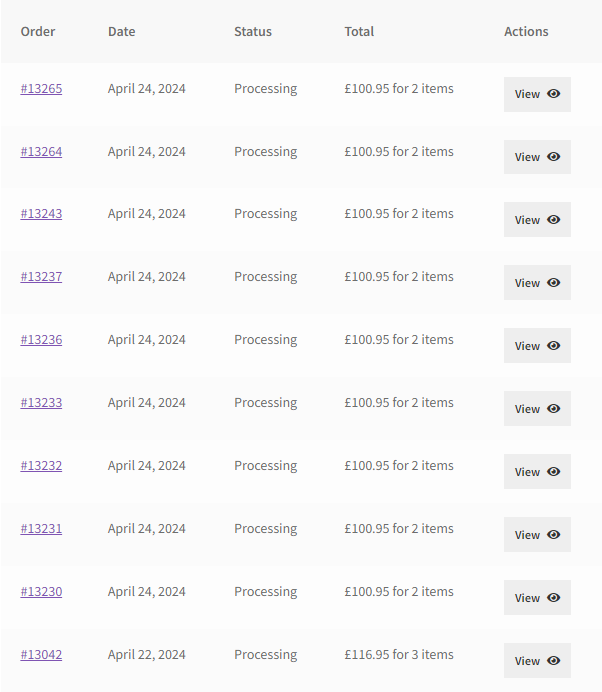 Order Date Status Total Actions
#13265 April 24, 2024 Processing £100.95 for 2 items View
#13264 April 24, 2024 Processing £100.95 for 2 items View
#13243 April 24, 2024 Processing £100.95 for 2 items View
#13237 April 24, 2024 Processing £100.95 for 2 items View
#13236 April 24, 2024 Processing £100.95 for 2 items View
#13233 April 24, 2024 Processing £100.95 for 2 items View
#13232 April 24, 2024 Processing £100.95 for 2 items View
#13231 April 24, 2024 Processing £100.95 for 2 items View
#13230 April 24, 2024 Processing £100.95 for 2 items View
#13042 April 22, 2024 Processing £116.95 for 3 items View